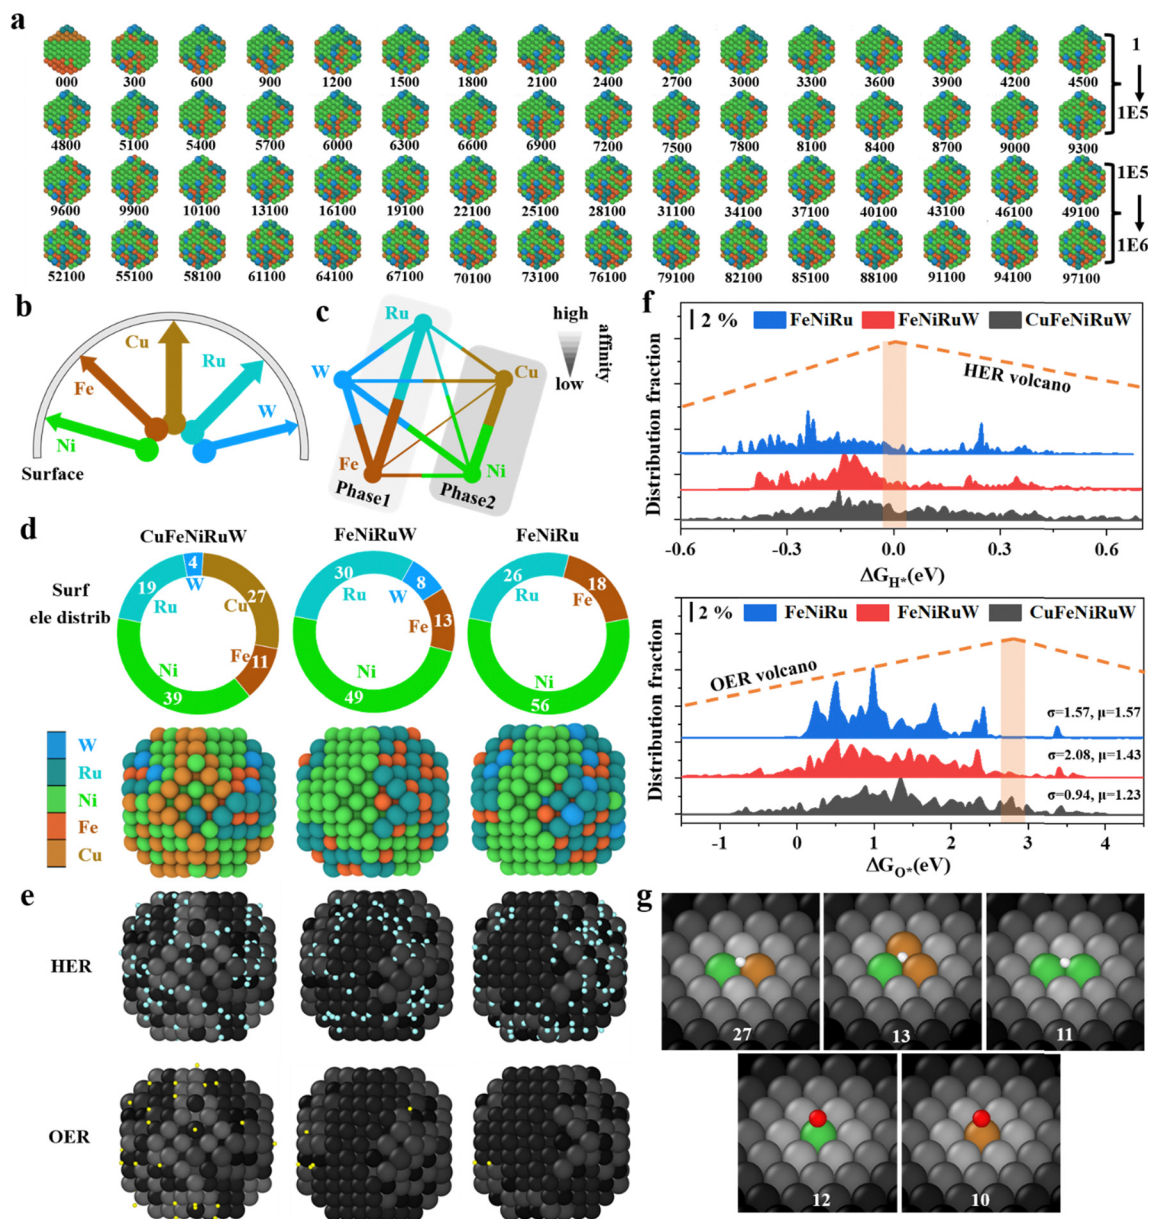 a
000 300 600 900 1200 1500 1800 2100 2400 2700 3000 3300 3600 3900 4200 4500
1
4800 5100 5400 5700 6000 6300 6600 6900 7200 7500 7800 8100 8400 8700 9000 9300
1E5
9600 9900 10100 13100 16100 19100 22100 25100 28100 31100 34100 37100 40100 43100 46100 49100
1E5
52100 55100 58100 61100 64100 67100 70100 73100 76100 79100 82100 85100 88100 91100 94100 97100
1E6
b
Cu
Fe
Ru
Ni
W
Surface
c
Ru
W
Cu
Fe
Ni
Phase1
Phase2
high
affinity
low
d
CuFeNiRuW FeNiRuW FeNiRu
Surf
ele distrib
4
W
19
Ru
27
Cu
Fe
11
Ni
39
30
Ru
8
W
13
Fe
Ni
49
26
Ru
18
Fe
Ni
56
W
Ru
Ni
Fe
Cu
e
HER
OER
f
2 % FeNiRu FeNiRuW CuFeNiRuW
HER volcano
Distribution fraction
-0.6 -0.3 0.0 0.3 0.6
ΔG_H*(eV)
2 % FeNiRu FeNiRuW CuFeNiRuW
OER volcano
Distribution fraction
σ=1.57, μ=1.57
σ=2.08, μ=1.43
σ=0.94, μ=1.23
-1 0 1 2 3 4
ΔG_O*(eV)
g
27 13 11
12 10